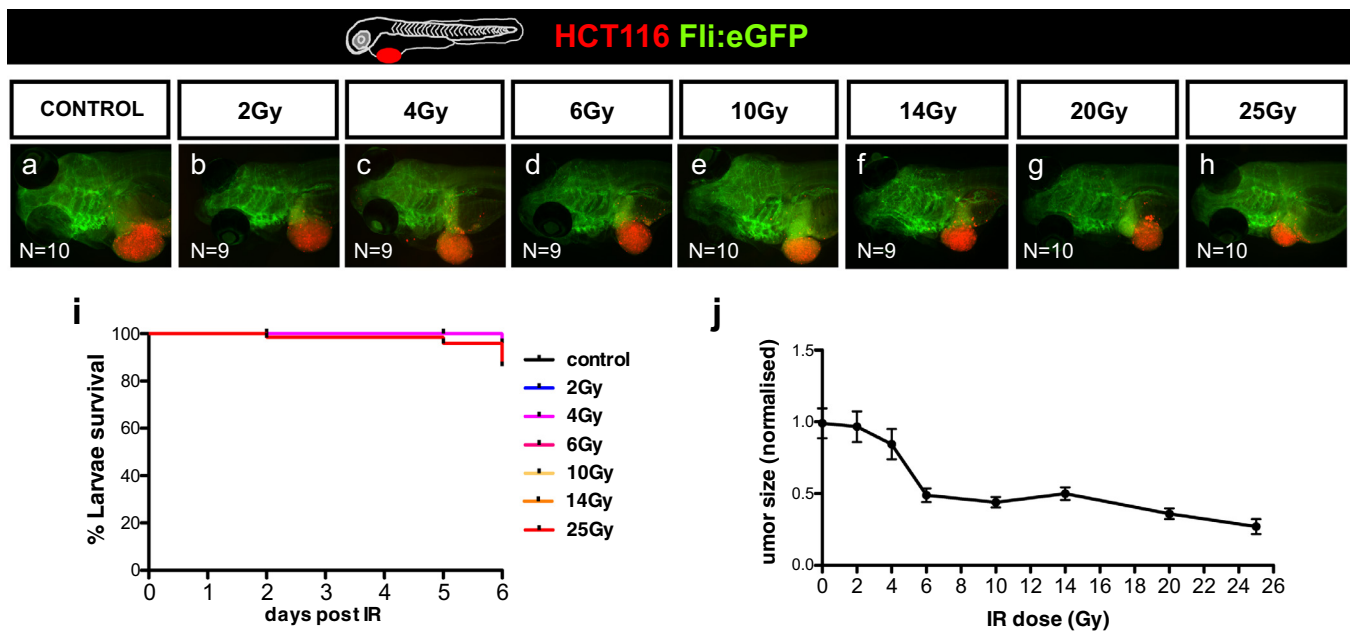 HCT116 Fli:eGFP
CONTROL 2Gy 4Gy 6Gy 10Gy 14Gy 20Gy 25Gy
a b c d e f g h
N=10 N=9 N=9 N=9 N=10 N=9 N=10 N=10
i
% Larvae survival
100
80
60
40
20
0
0 1 2 3 4 5 6
days post IR
control
2Gy
4Gy
6Gy
10Gy
14Gy
25Gy
j
umor size (normalised)
1.5
1.0
0.5
0.0
0 2 4 6 8 10 12 14 16 18 20 22 24 26
IR dose (Gy)